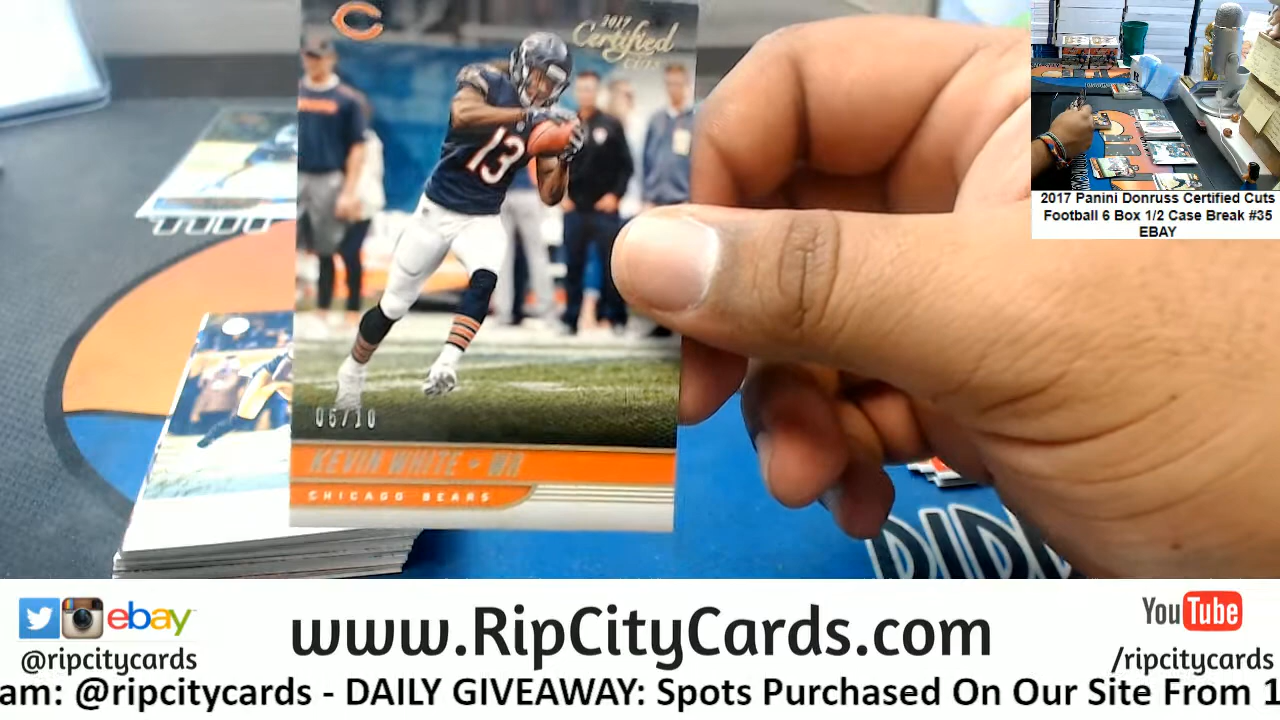 2017
Certified
CUTS
13
05/10
KEVIN WHITE • WR
CHICAGO BEARS
2017 Panini Donruss Certified Cuts
Football 6 Box 1/2 Case Break #35
EBAY
ebay
@ripcitycards
www.RipCityCards.com
YouTube
/ripcitycards
am: @ripcitycards - DAILY GIVEAWAY: Spots Purchased On Our Site From 1